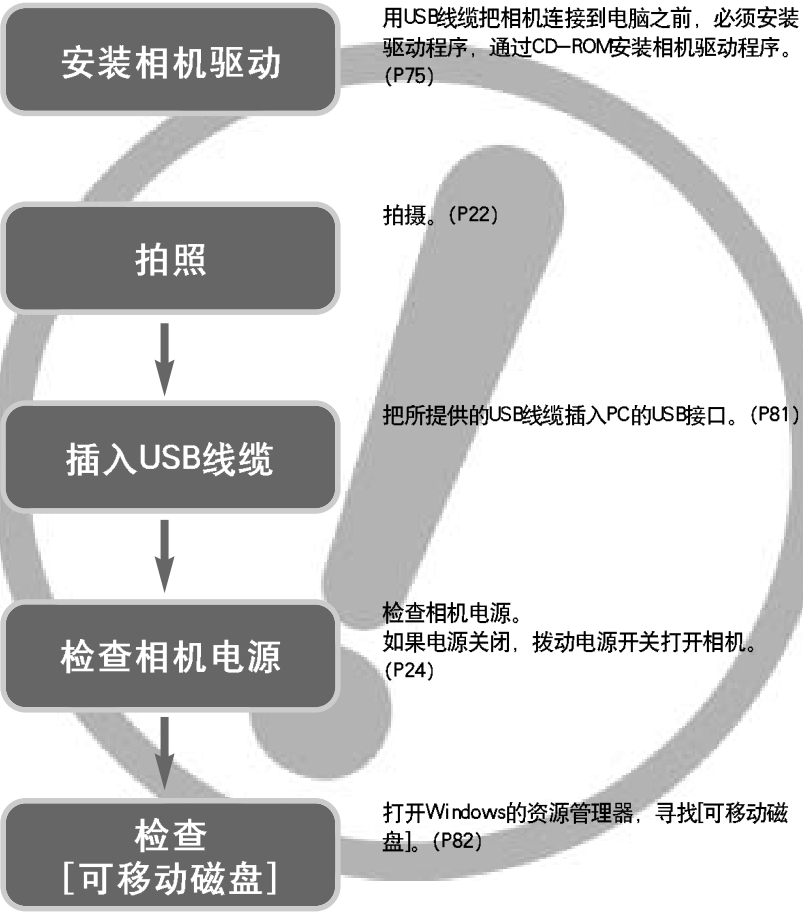 安装相机驱动
用USB线缆把相机连接到电脑之前，必须安装
驱动程序，通过CD-ROM安装相机驱动程序。
(P75)
拍照
拍摄。(P22)
插入USB线缆
把所提供的USB线缆插入PC的USB接口。(P81)
检查相机电源
检查相机电源。
如果电源关闭，拨动电源开关打开相机。
(P24)
检查
[可移动磁盘]
打开Windows的资源管理器，寻找[可移动磁
盘]。(P82)